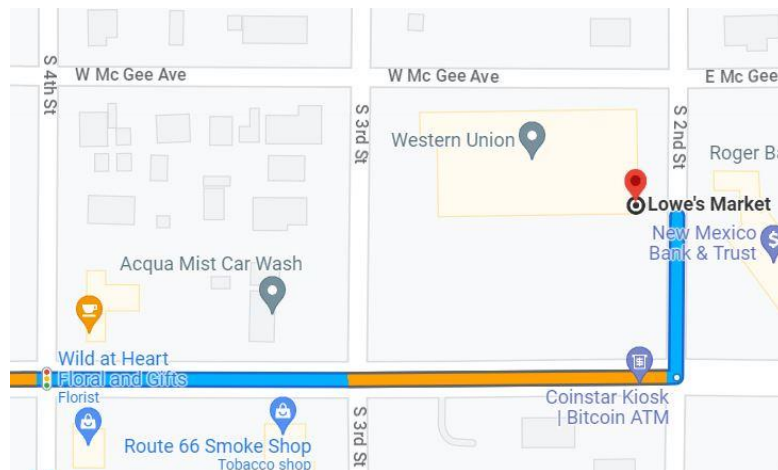 S 4th St
W Mc Gee Ave
W Mc Gee Ave
E Mc Gee
S 3rd St
S 2nd St
Western Union
Roger Ba
Lowe's Market
New Mexico
Bank & Trust
$
Acqua Mist Car Wash
Wild at Heart
Floral and Gifts
Florist
Coinstar Kiosk
| Bitcoin ATM
Route 66 Smoke Shop
Tobacco shop
S 3rd St